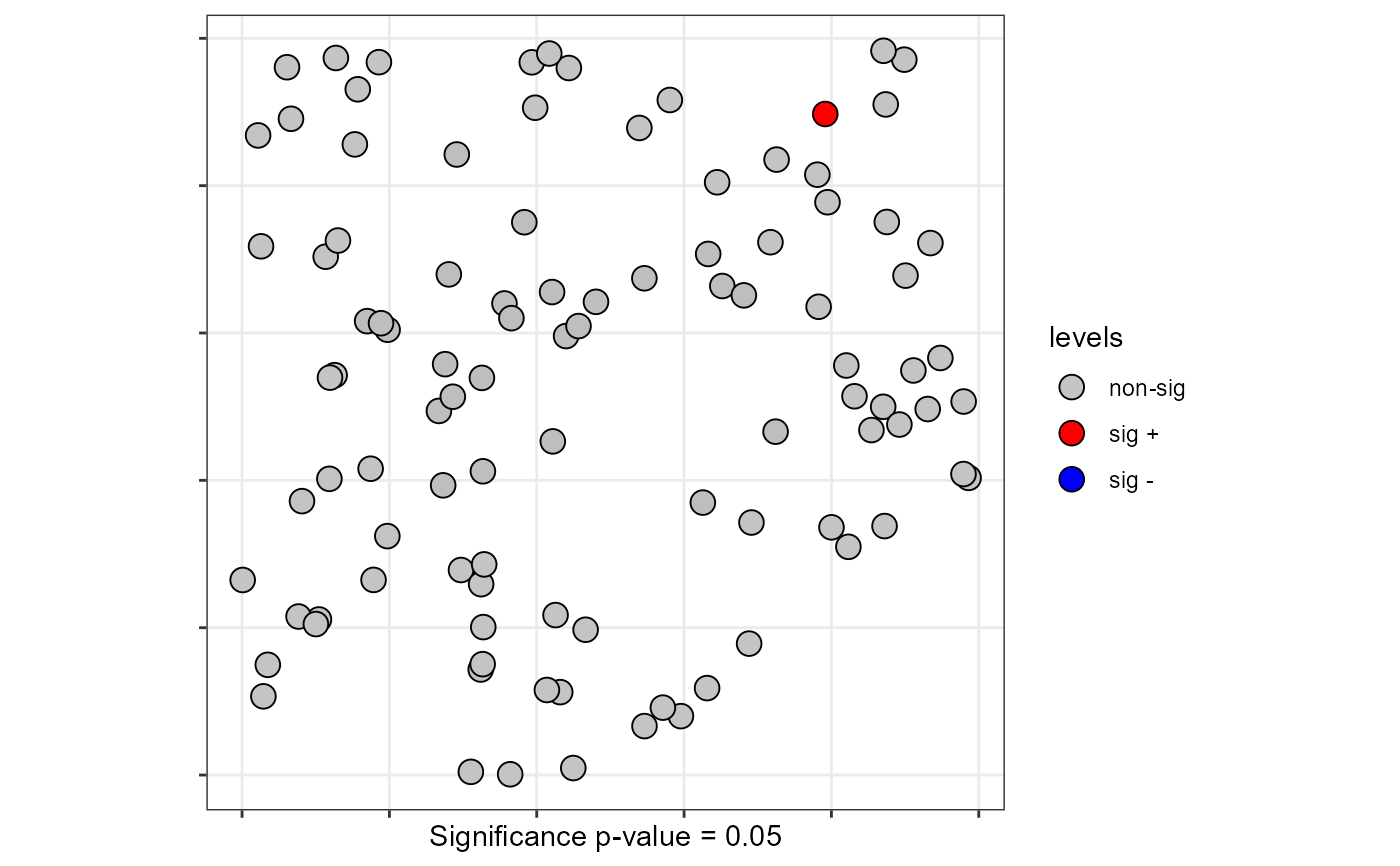 levels
non-sig
sig +
sig -
Significance p-value = 0.05